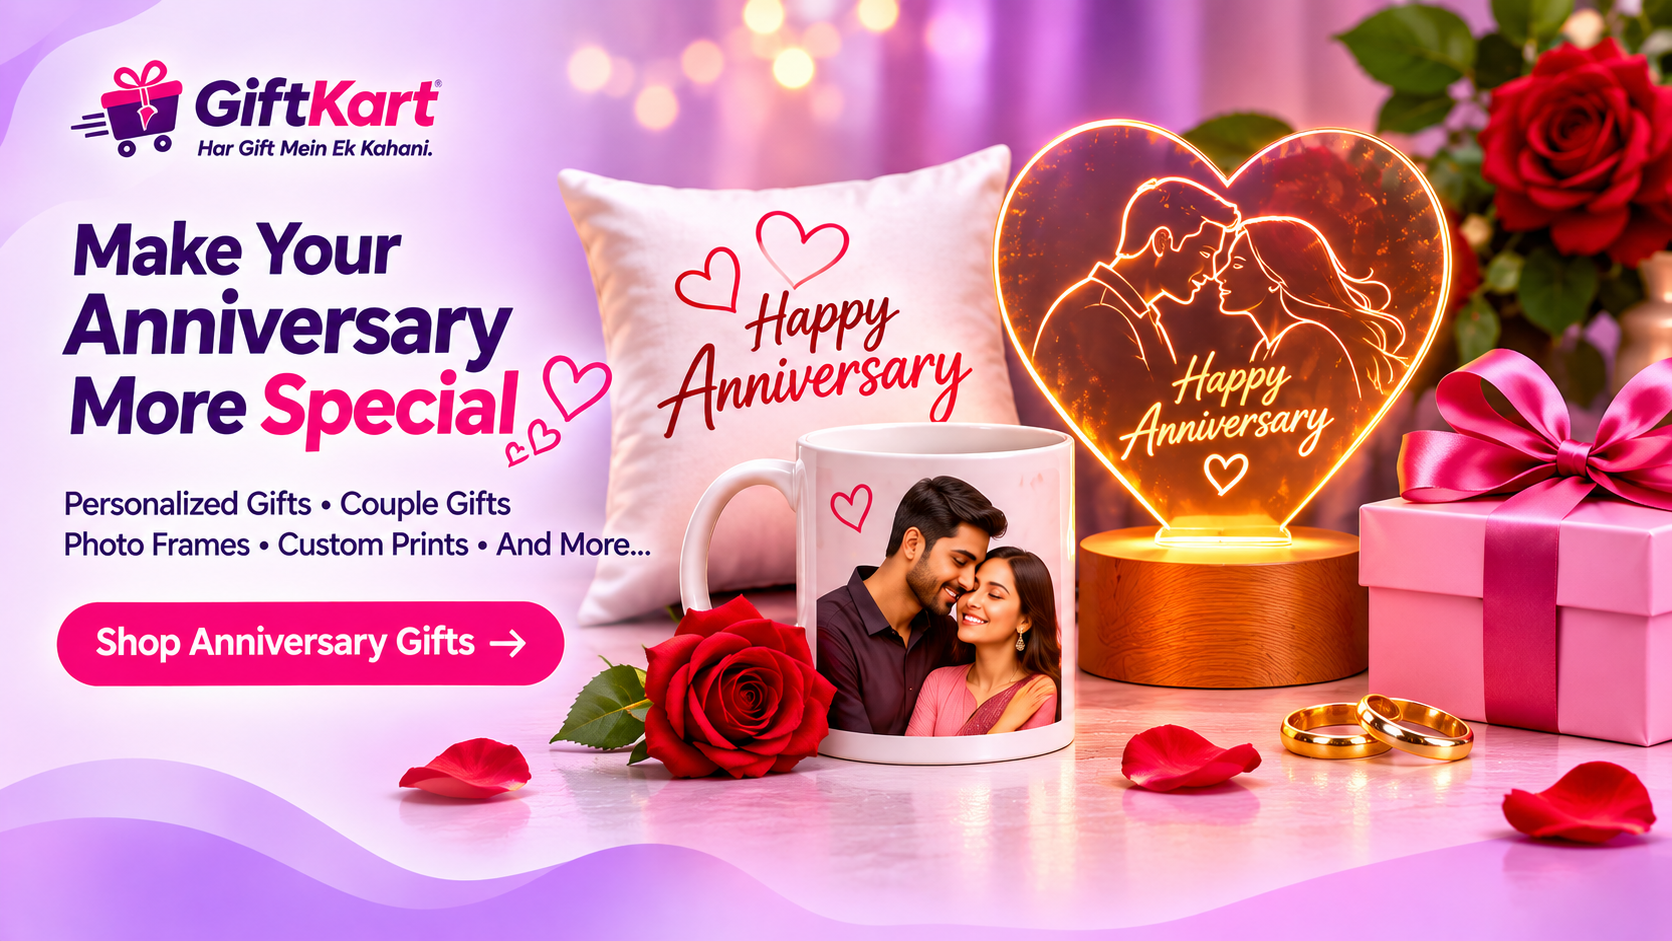 GiftKart®
Har Gift Mein Ek Kahani.
Make Your
Anniversary
More Special
Personalized Gifts • Couple Gifts
Photo Frames • Custom Prints • And More...
Shop Anniversary Gifts →
Happy
Anniversary
Happy
Anniversary